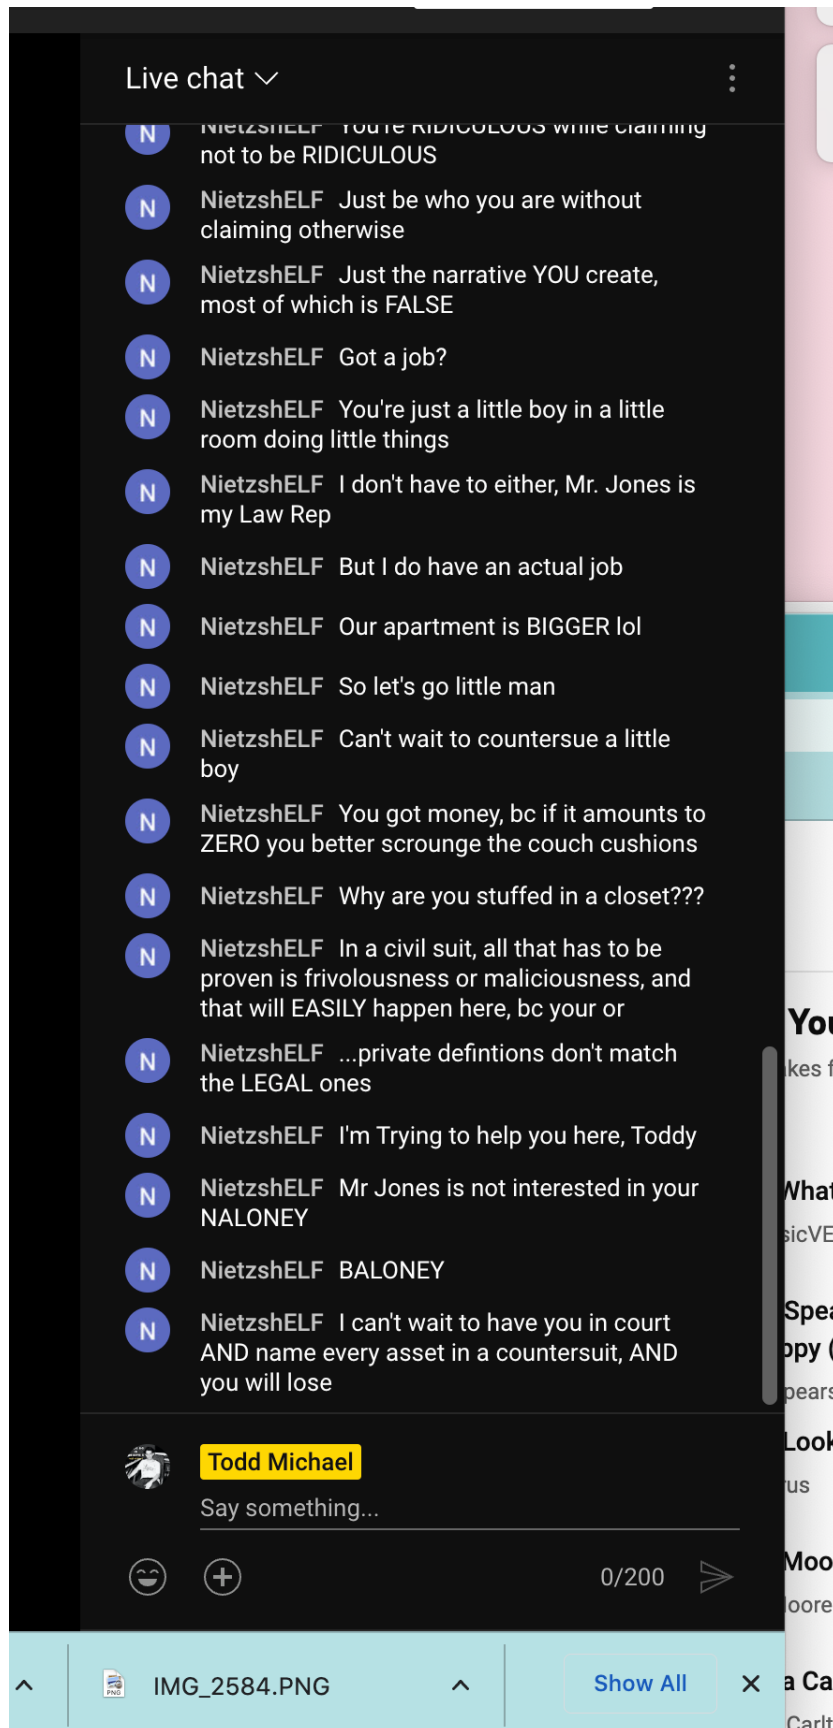 Live chat
NietzshELF You're RIDICULOUS while claiming
not to be RIDICULOUS
N
NietzshELF Just be who you are without
claiming otherwise
N
NietzshELF Just the narrative YOU create,
most of which is FALSE
N
NietzshELF Got a job?
N
NietzshELF You're just a little boy in a little
room doing little things
N
NietzshELF I don't have to either, Mr. Jones is
my Law Rep
N
NietzshELF But I do have an actual job
N
NietzshELF Our apartment is BIGGER lol
N
NietzshELF So let's go little man
N
NietzshELF Can't wait to countersue a little
boy
N
NietzshELF You got money, bc if it amounts to
ZERO you better scrounge the couch cushions
N
NietzshELF Why are you stuffed in a closet???
N
NietzshELF In a civil suit, all that has to be
proven is frivolousness or maliciousness, and
that will EASILY happen here, bc your or
N
NietzshELF ...private defintions don't match
the LEGAL ones
N
NietzshELF I'm Trying to help you here, Toddy
N
NietzshELF Mr Jones is not interested in your
NALONEY
N
NietzshELF BALONEY
N
NietzshELF I can't wait to have you in court
AND name every asset in a countersuit, AND
you will lose
N
Todd Michael
Say something...
0/200
IMG_2584.PNG
Show All
You
kes f
What
sicVE
Spea
ppy (
pears
Look
rus
Moo
oore
a Ca
Carlt